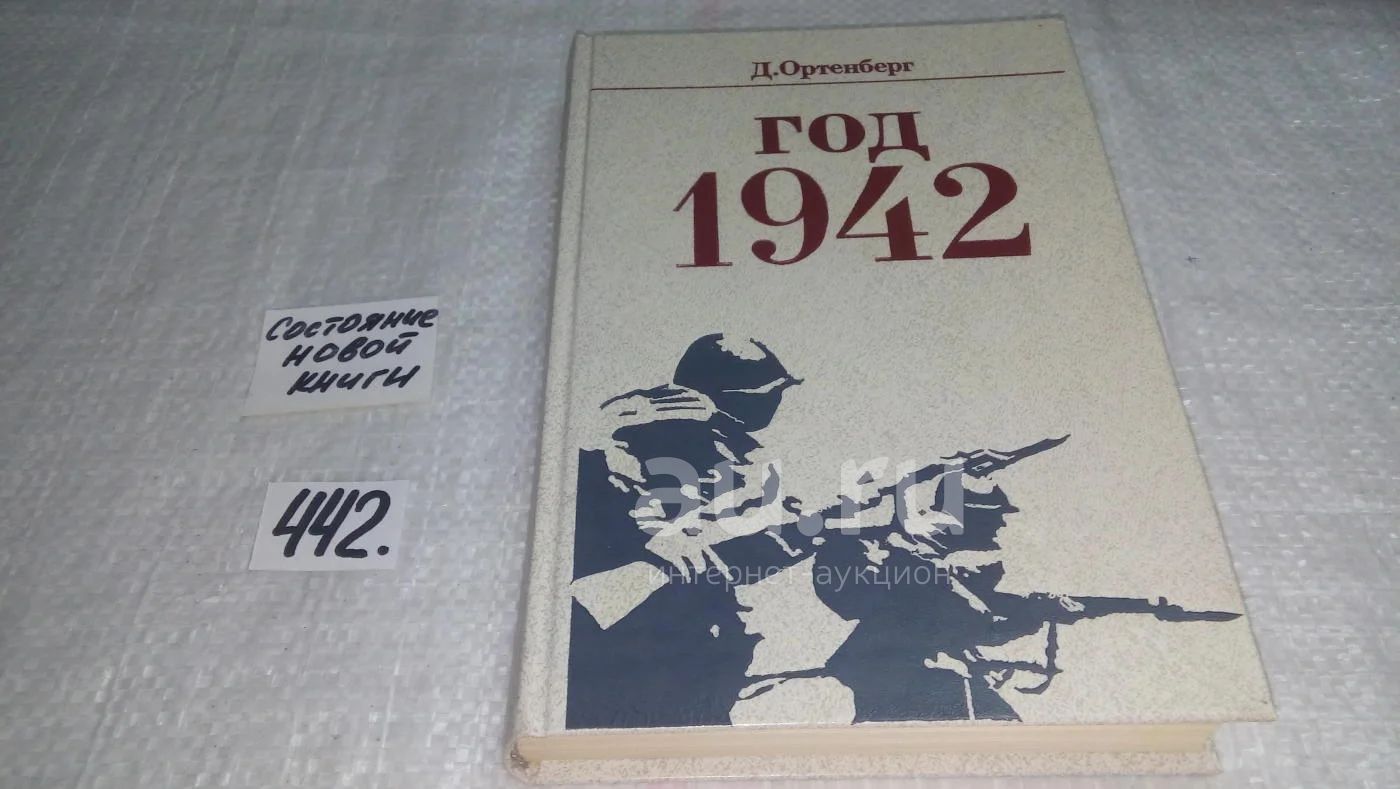 Д.Ортенберг
год
1942
Состояние
новой
книги
442.
au.ru
интернет-аукцион